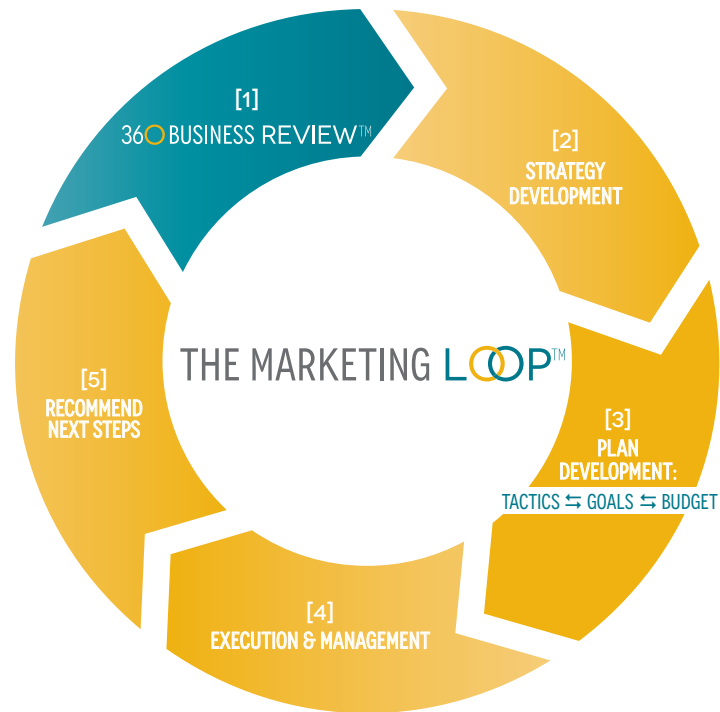 [1]
360 BUSINESS REVIEW™
[2]
STRATEGY
DEVELOPMENT
THE MARKETING LOOP™
[3]
PLAN
DEVELOPMENT:
TACTICS ⇆ GOALS ⇆ BUDGET
[4]
EXECUTION & MANAGEMENT
[5]
RECOMMEND
NEXT STEPS